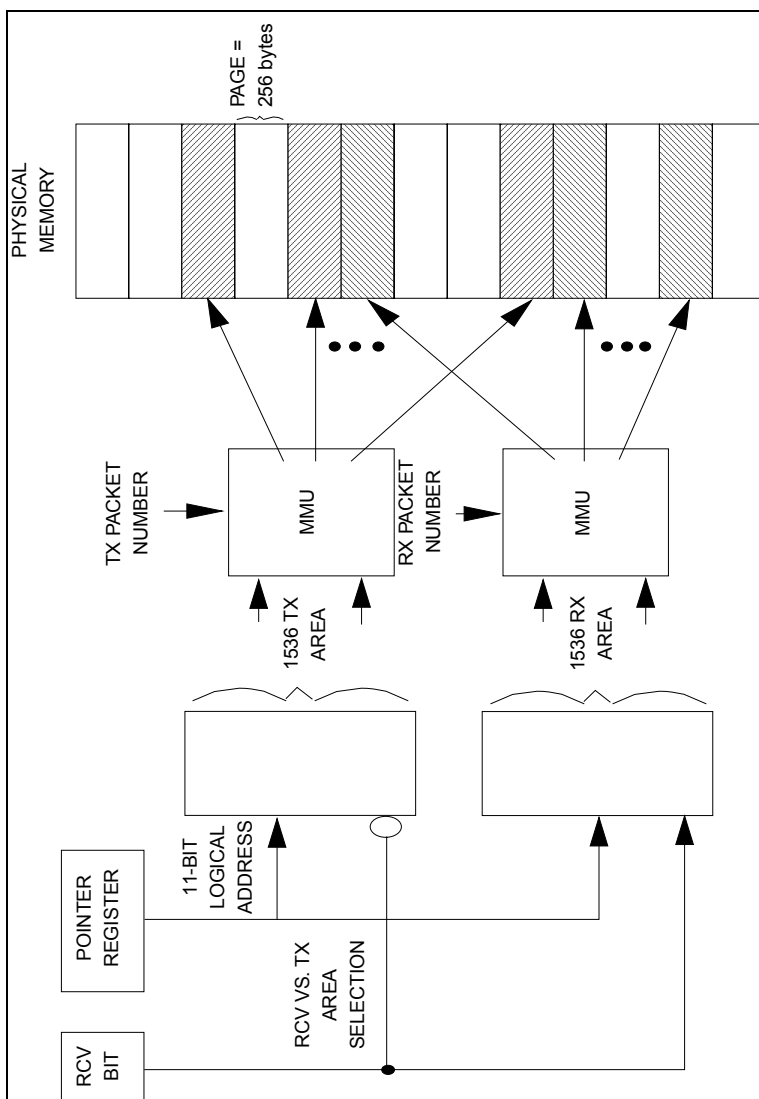 PHYSICAL
MEMORY
PAGE =
256 bytes
TX PACKET
NUMBER
MMU
RX PACKET
NUMBER
MMU
1536 TX
AREA
1536 RX
AREA
11-BIT
LOGICAL
ADDRESS
POINTER
REGISTER
RCV VS. TX
AREA
SELECTION
RCV
BIT